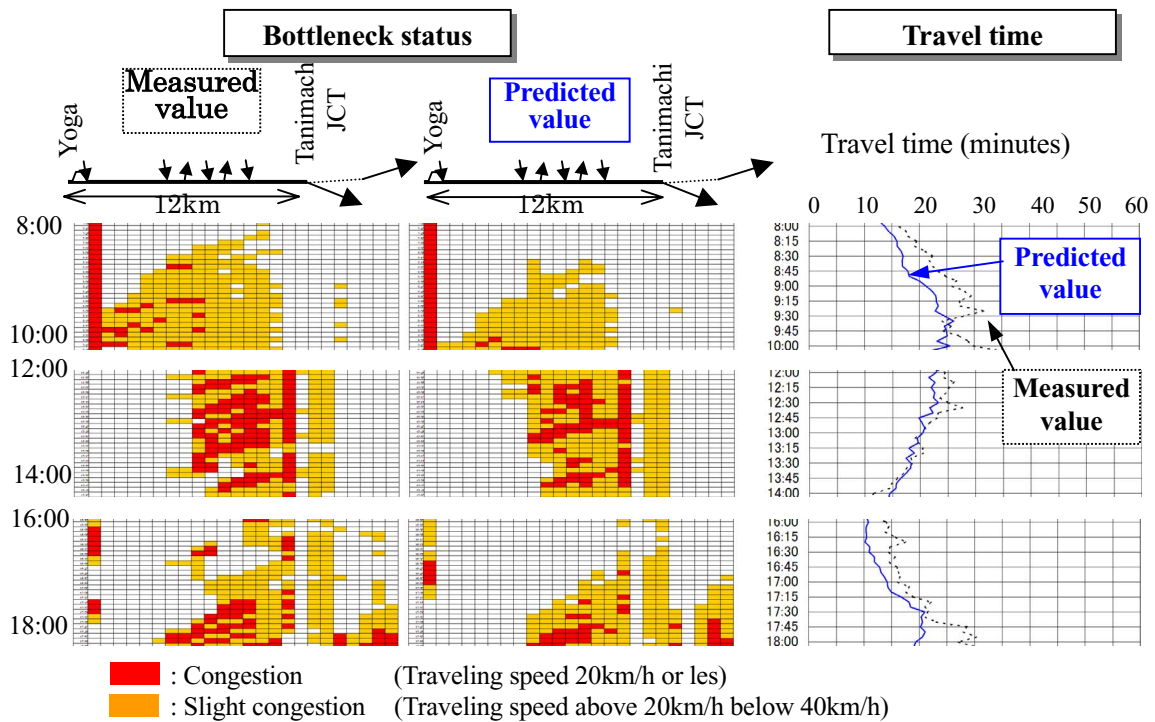 Bottleneck status
Travel time
Measured
value
Predicted
value
Yoga
Tanimachi
JCT
Yoga
Tanimachi
JCT
12km
12km
Travel time (minutes)
0 10 20 30 40 50 60
8:00
10:00
12:00
14:00
16:00
18:00
8:00
8:15
8:30
8:45
9:00
9:15
9:30
9:45
10:00
12:00
12:15
12:30
12:45
13:00
13:15
13:30
13:45
14:00
16:00
16:15
16:30
16:45
17:00
17:15
17:30
17:45
18:00
Predicted
value
Measured
value
: Congestion (Traveling speed 20km/h or les)
: Slight congestion (Traveling speed above 20km/h below 40km/h)